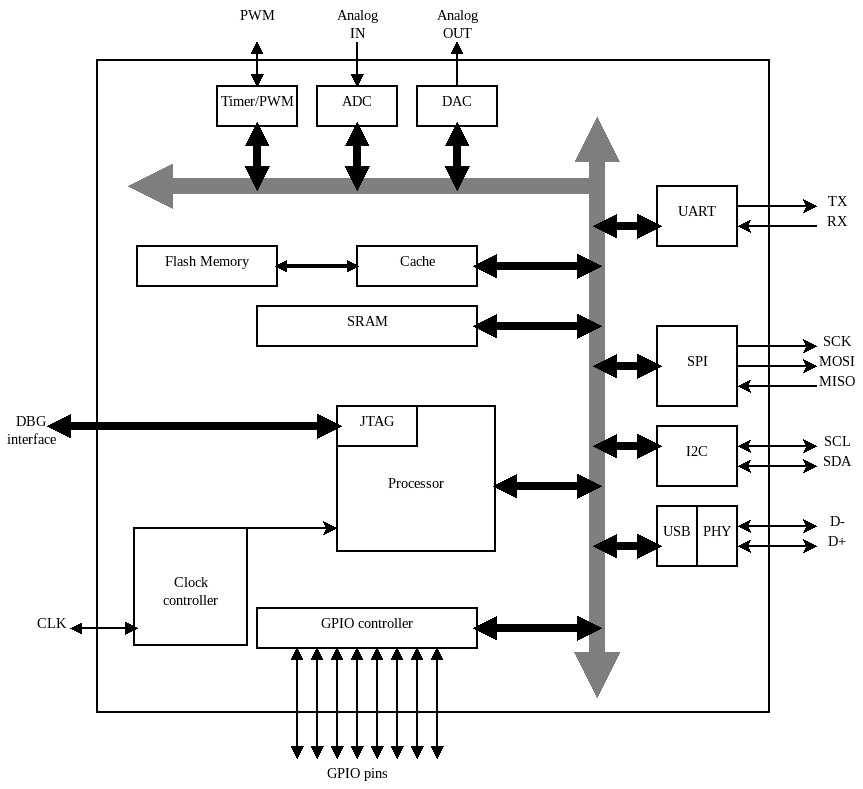 PWM
Analog
IN
Analog
OUT
Timer/PWM
ADC
DAC
UART
TX
RX
Flash Memory
Cache
SRAM
SPI
SCK
MOSI
MISO
DBG
interface
JTAG
Processor
I2C
SCL
SDA
USB
PHY
D-
D+
Clock
controller
CLK
GPIO controller
GPIO pins